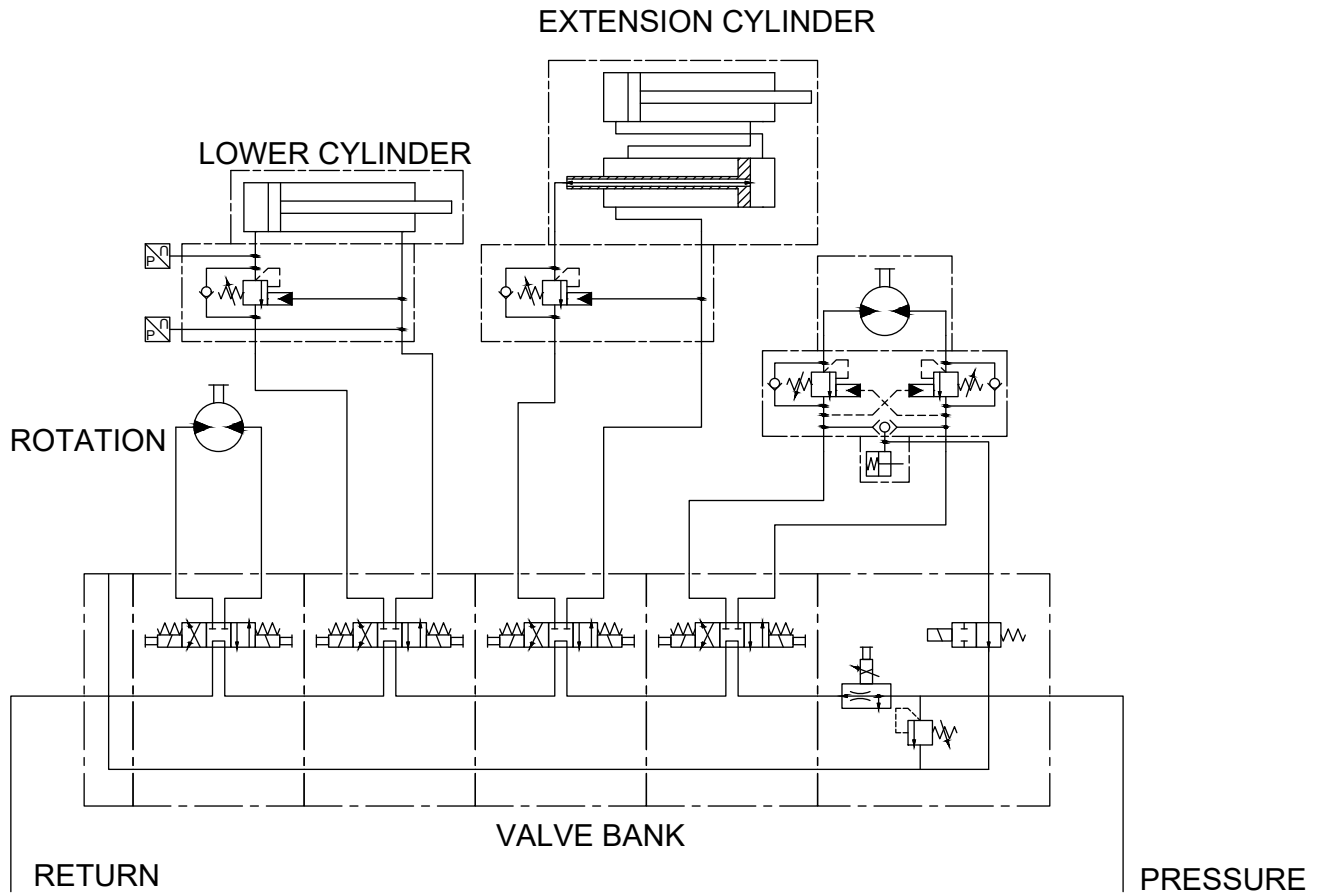 EXTENSION CYLINDER
LOWER CYLINDER
P n
P n
ROTATION
VALVE BANK
RETURN
PRESSURE